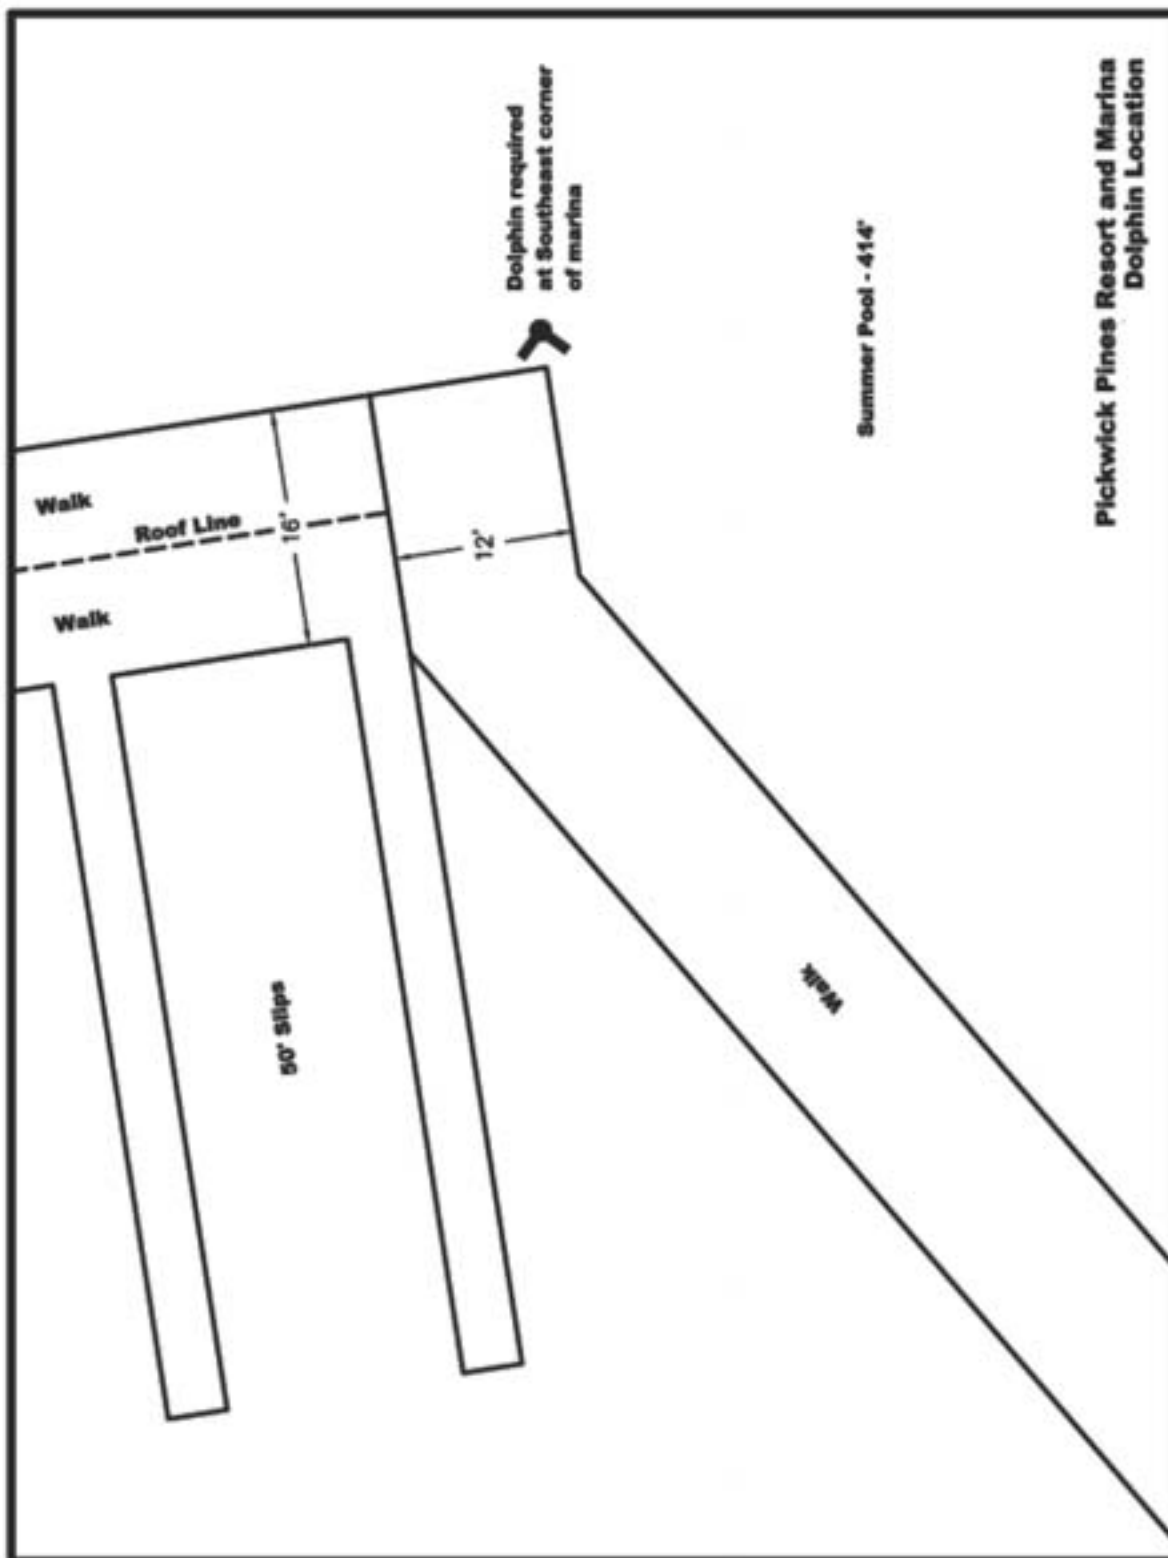 Dolphin required
at Southeast corner
of marina
Summer Pool - 414'
Pickwick Pines Resort and Marina
Dolphin Location
Walk
Roof Line
16'
12'
Walk
50' Slips
Walk